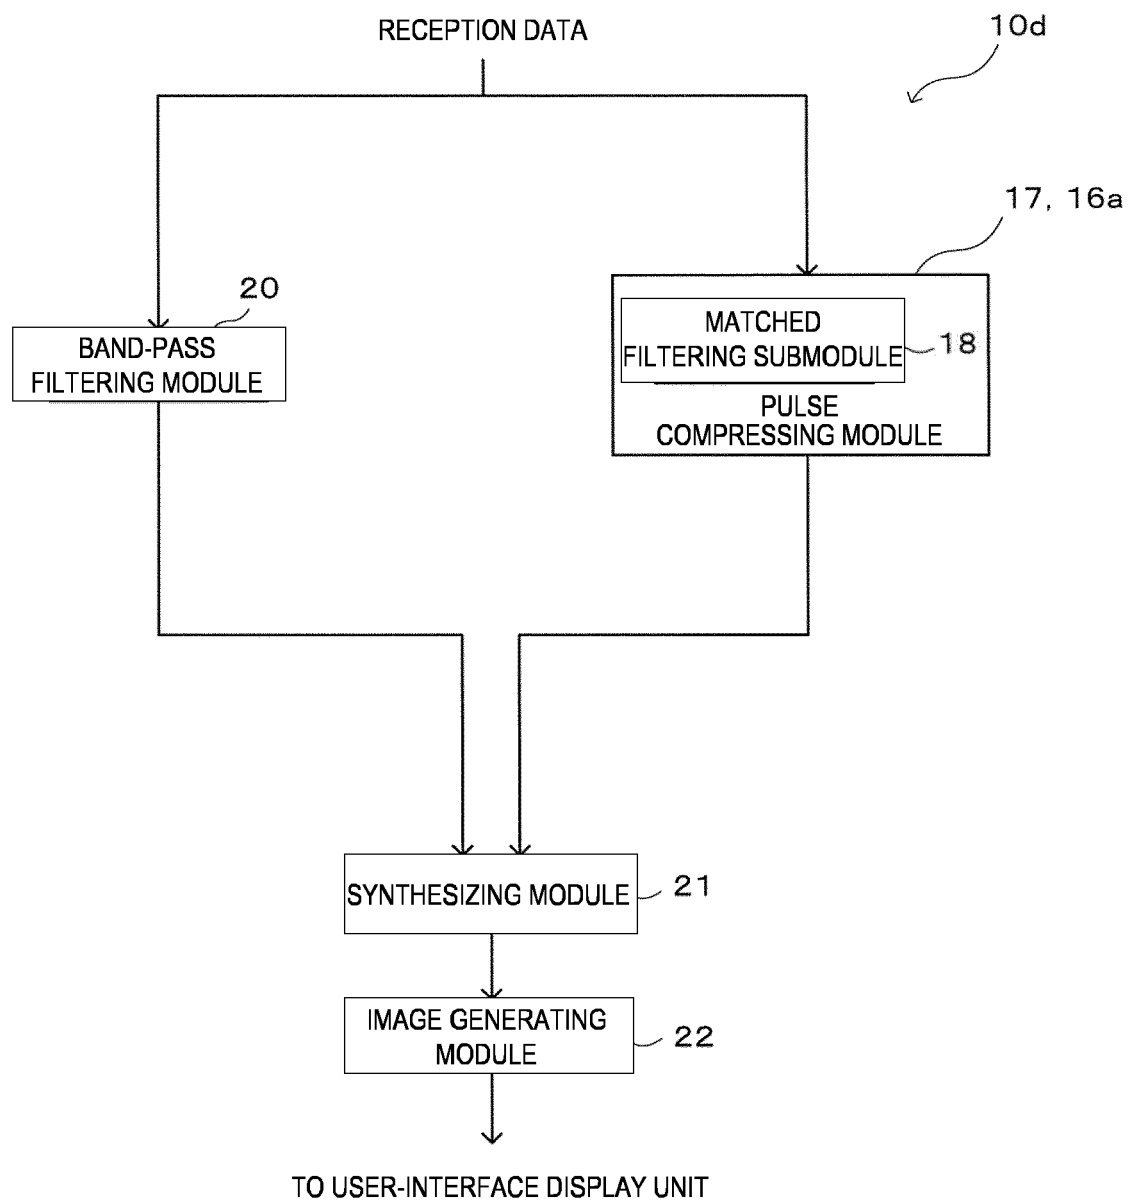 RECEPTION DATA
10d
17, 16a
20
BAND-PASS
FILTERING MODULE
MATCHED
FILTERING SUBMODULE
18
PULSE
COMPRESSING MODULE
SYNTHESIZING MODULE
21
IMAGE GENERATING
MODULE
22
TO USER-INTERFACE DISPLAY UNIT